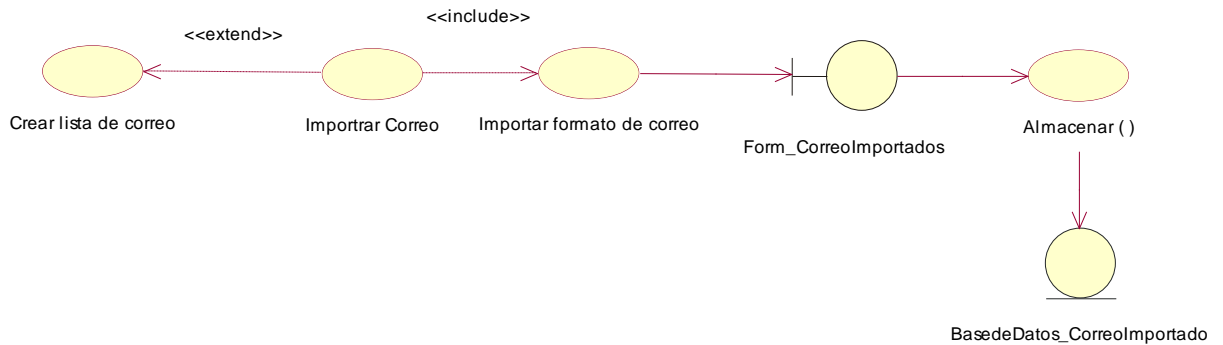 <<include>>
<<extend>>
Crear lista de correo
Importrar Correo
Importar formato de correo
Form_CorreoImportados
Almacenar ( )
BasedeDatos_CorreoImportado